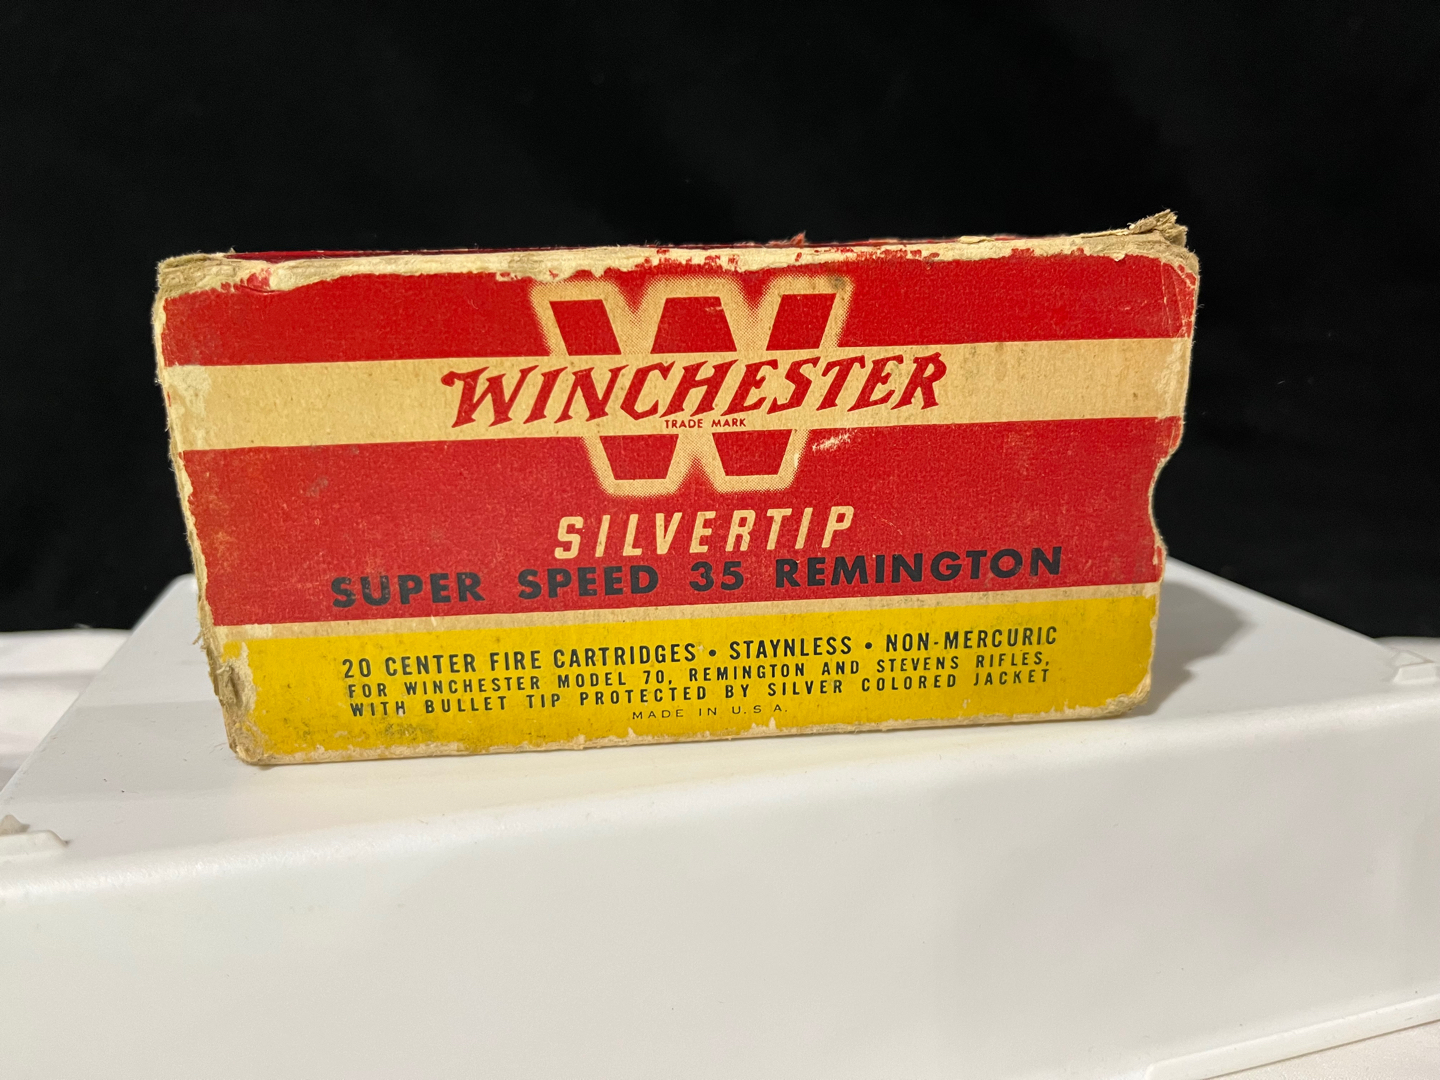 W
WINCHESTER
TRADE MARK
SILVERTIP
SUPER SPEED 35 REMINGTON
20 CENTER FIRE CARTRIDGES • STAYNLESS • NON-MERCURIC
FOR WINCHESTER MODEL 70, REMINGTON AND STEVENS RIFLES,
WITH BULLET TIP PROTECTED BY SILVER COLORED JACKET
MADE IN U.S.A.